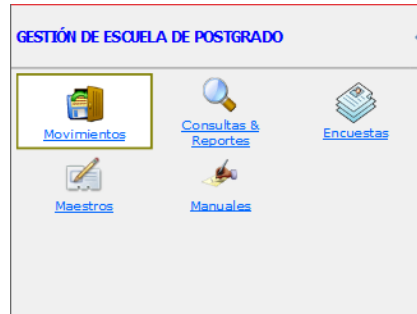 GESTIÓN DE ESCUELA DE POSTGRADO
Movimientos
Consultas &
Reportes
Encuestas
Maestros
Manuales